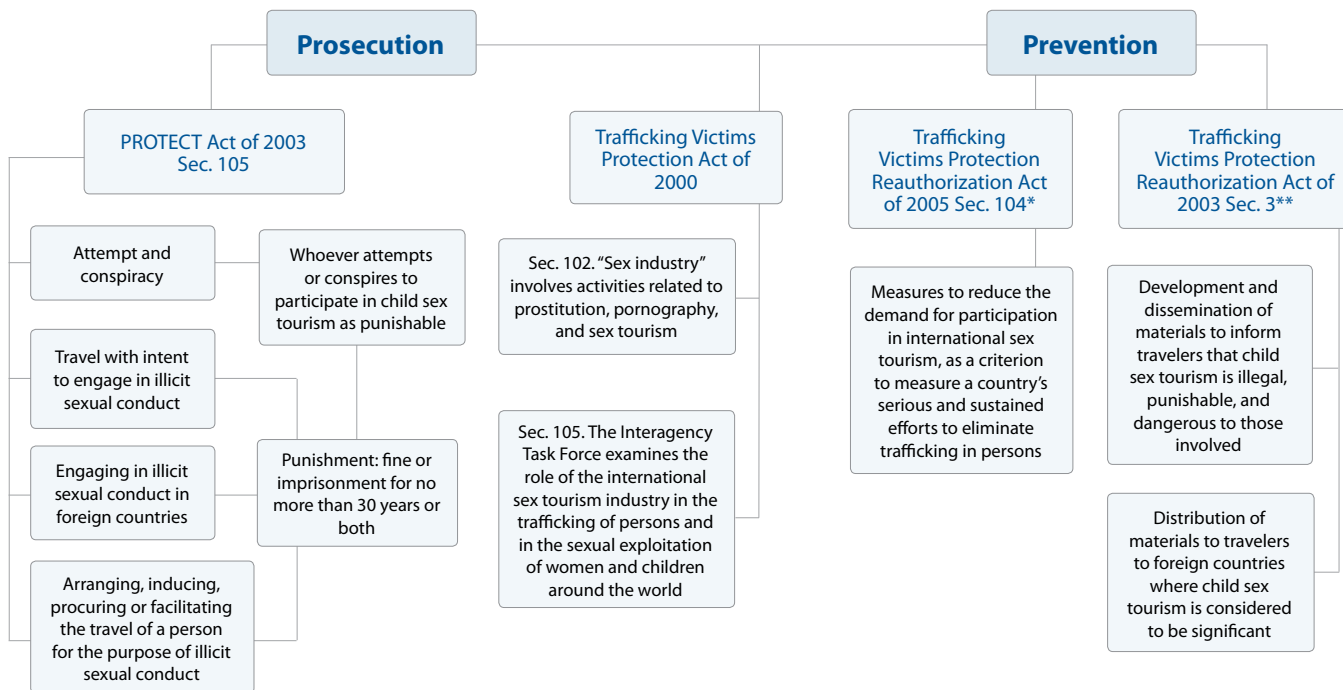 Prosecution
Prevention
PROTECT Act of 2003
Sec. 105
Trafficking Victims
Protection Act of
2000
Trafficking
Victims Protection
Reauthorization Act
of 2005 Sec. 104*
Trafficking
Victims Protection
Reauthorization Act of
2003 Sec. 3**
Attempt and
conspiracy
Whoever attempts
or conspires to
participate in child sex
tourism as punishable
Travel with intent
to engage in illicit
sexual conduct
Engaging in illicit
sexual conduct in
foreign countries
Punishment: fine or
imprisonment for no
more than 30 years or
both
Arranging, inducing,
procuring or facilitating
the travel of a person
for the purpose of illicit
sexual conduct
Sec. 102. “Sex industry”
involves activities related to
prostitution, pornography,
and sex tourism
Sec. 105. The Interagency
Task Force examines the
role of the international
sex tourism industry in the
trafficking of persons and
in the sexual exploitation
of women and children
around the world
Measures to reduce the
demand for participation
in international sex
tourism, as a criterion
to measure a country’s
serious and sustained
efforts to eliminate
trafficking in persons
Development and
dissemination of
materials to inform
travelers that child
sex tourism is illegal,
punishable, and
dangerous to those
involved
Distribution of
materials to travelers
to foreign countries
where child sex
tourism is considered
to be significant